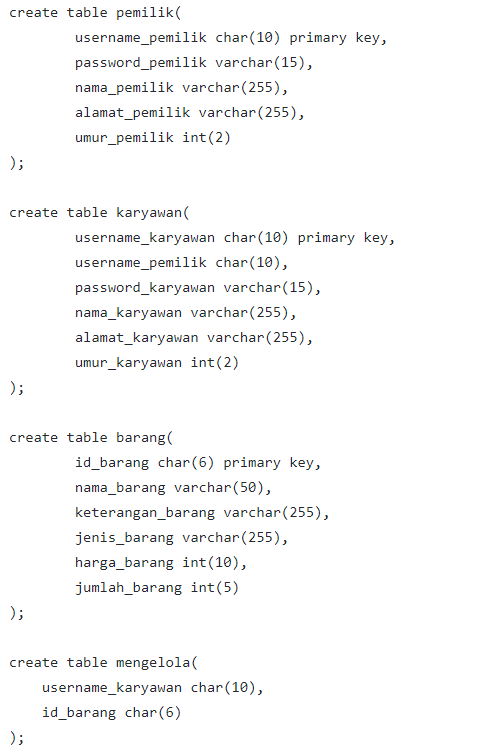 create table pemilik(
        username_pemilik char(10) primary key,
        password_pemilik varchar(15),
        nama_pemilik varchar(255),
        alamat_pemilik varchar(255),
        umur_pemilik int(2)
);

create table karyawan(
        username_karyawan char(10) primary key,
        username_pemilik char(10),
        password_karyawan varchar(15),
        nama_karyawan varchar(255),
        alamat_karyawan varchar(255),
        umur_karyawan int(2)
);

create table barang(
        id_barang char(6) primary key,
        nama_barang varchar(50),
        keterangan_barang varchar(255),
        jenis_barang varchar(255),
        harga_barang int(10),
        jumlah_barang int(5)
);

create table mengelola(
    username_karyawan char(10),
    id_barang char(6)
);